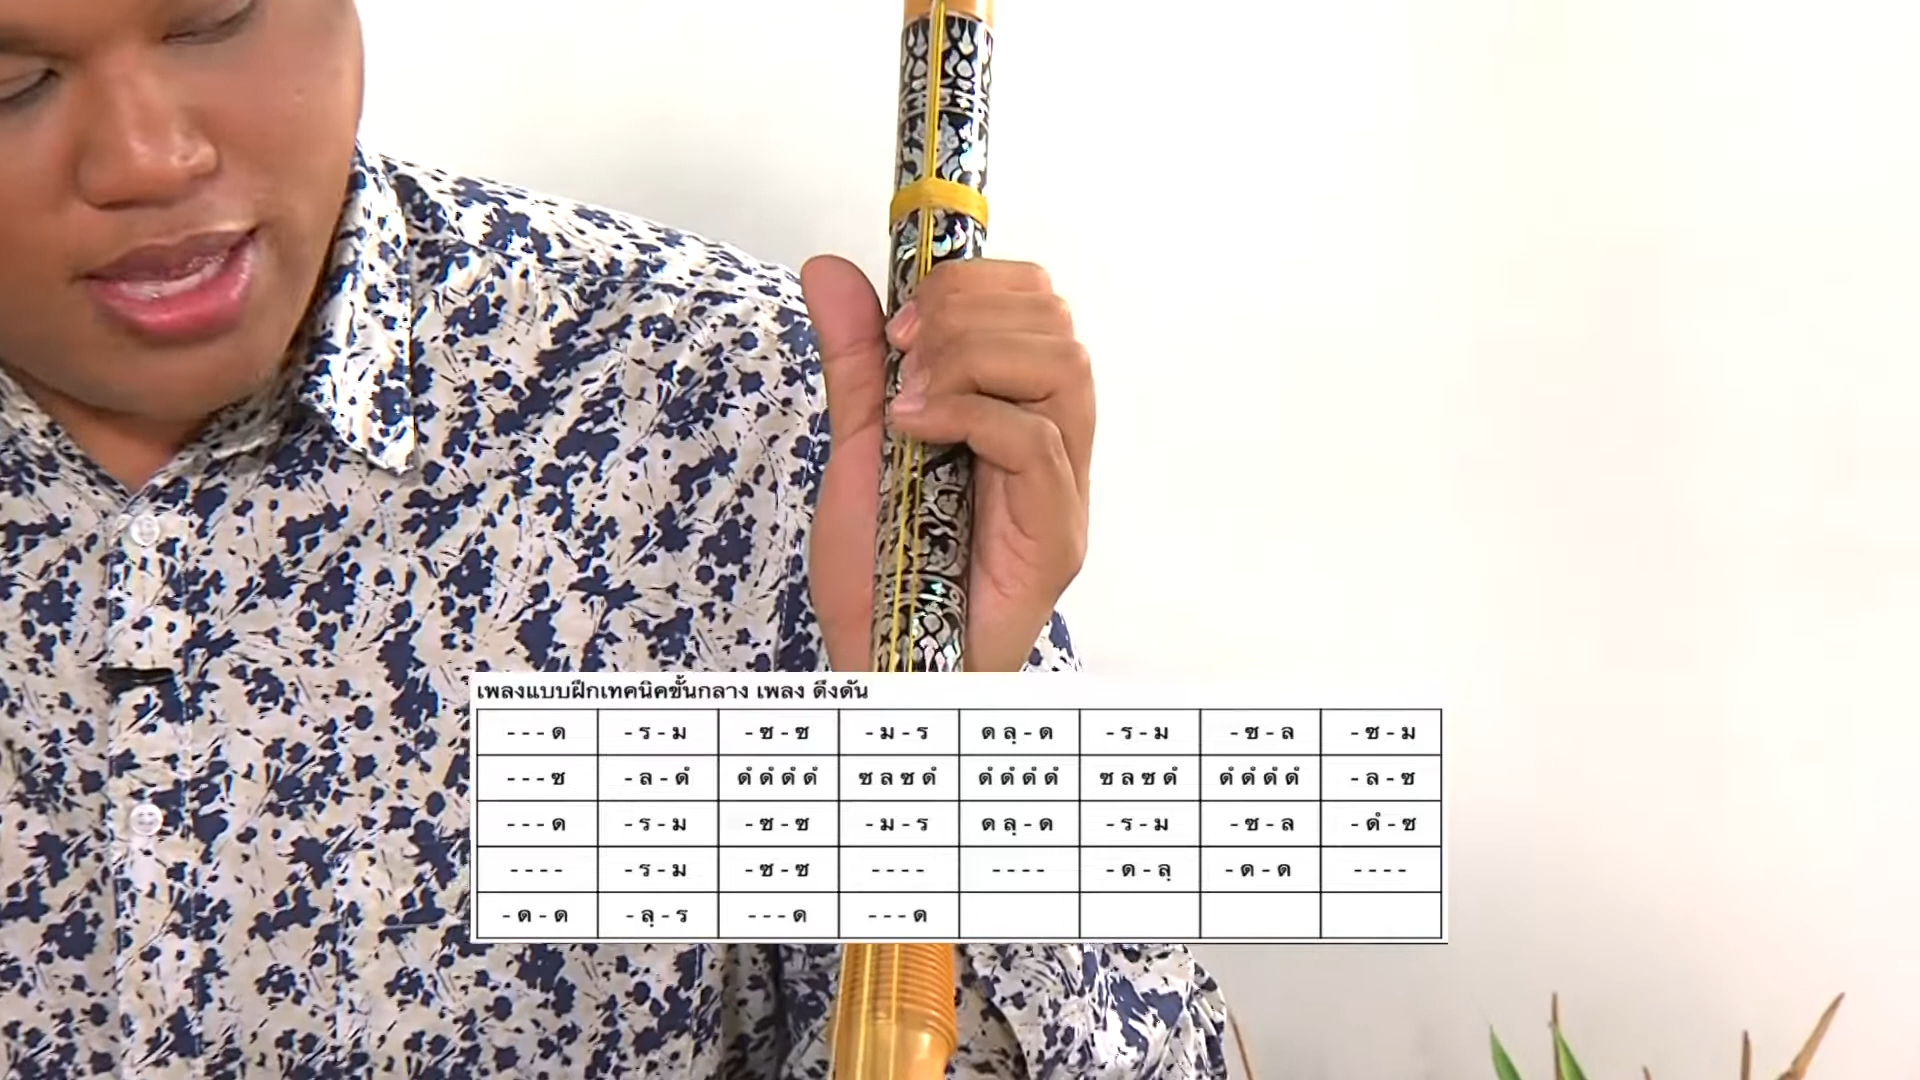 เพลงแบบฝึกเทคนิคขั้นกลาง เพลง ดึงดัน
- - - ด - ร - ม - ซ - ซ - ม - ร ด ลฺ - ด - ร - ม - ซ - ล - ซ - ม
- - - ซ - ล - ดํ ดํ ดํ ดํ ดํ ซ ล ซ ดํ ดํ ดํ ดํ ดํ ซ ล ซ ดํ ดํ ดํ ดํ ดํ - ล - ซ
- - - ด - ร - ม - ซ - ซ - ม - ร ด ลฺ - ด - ร - ม - ซ - ล - ดํ - ซ
- - - - - ร - ม - ซ - ซ - - - - - - - - - ด - ลฺ - ด - ด - - - -
- ด - ด - ลฺ - ร - - - ด - - - ด